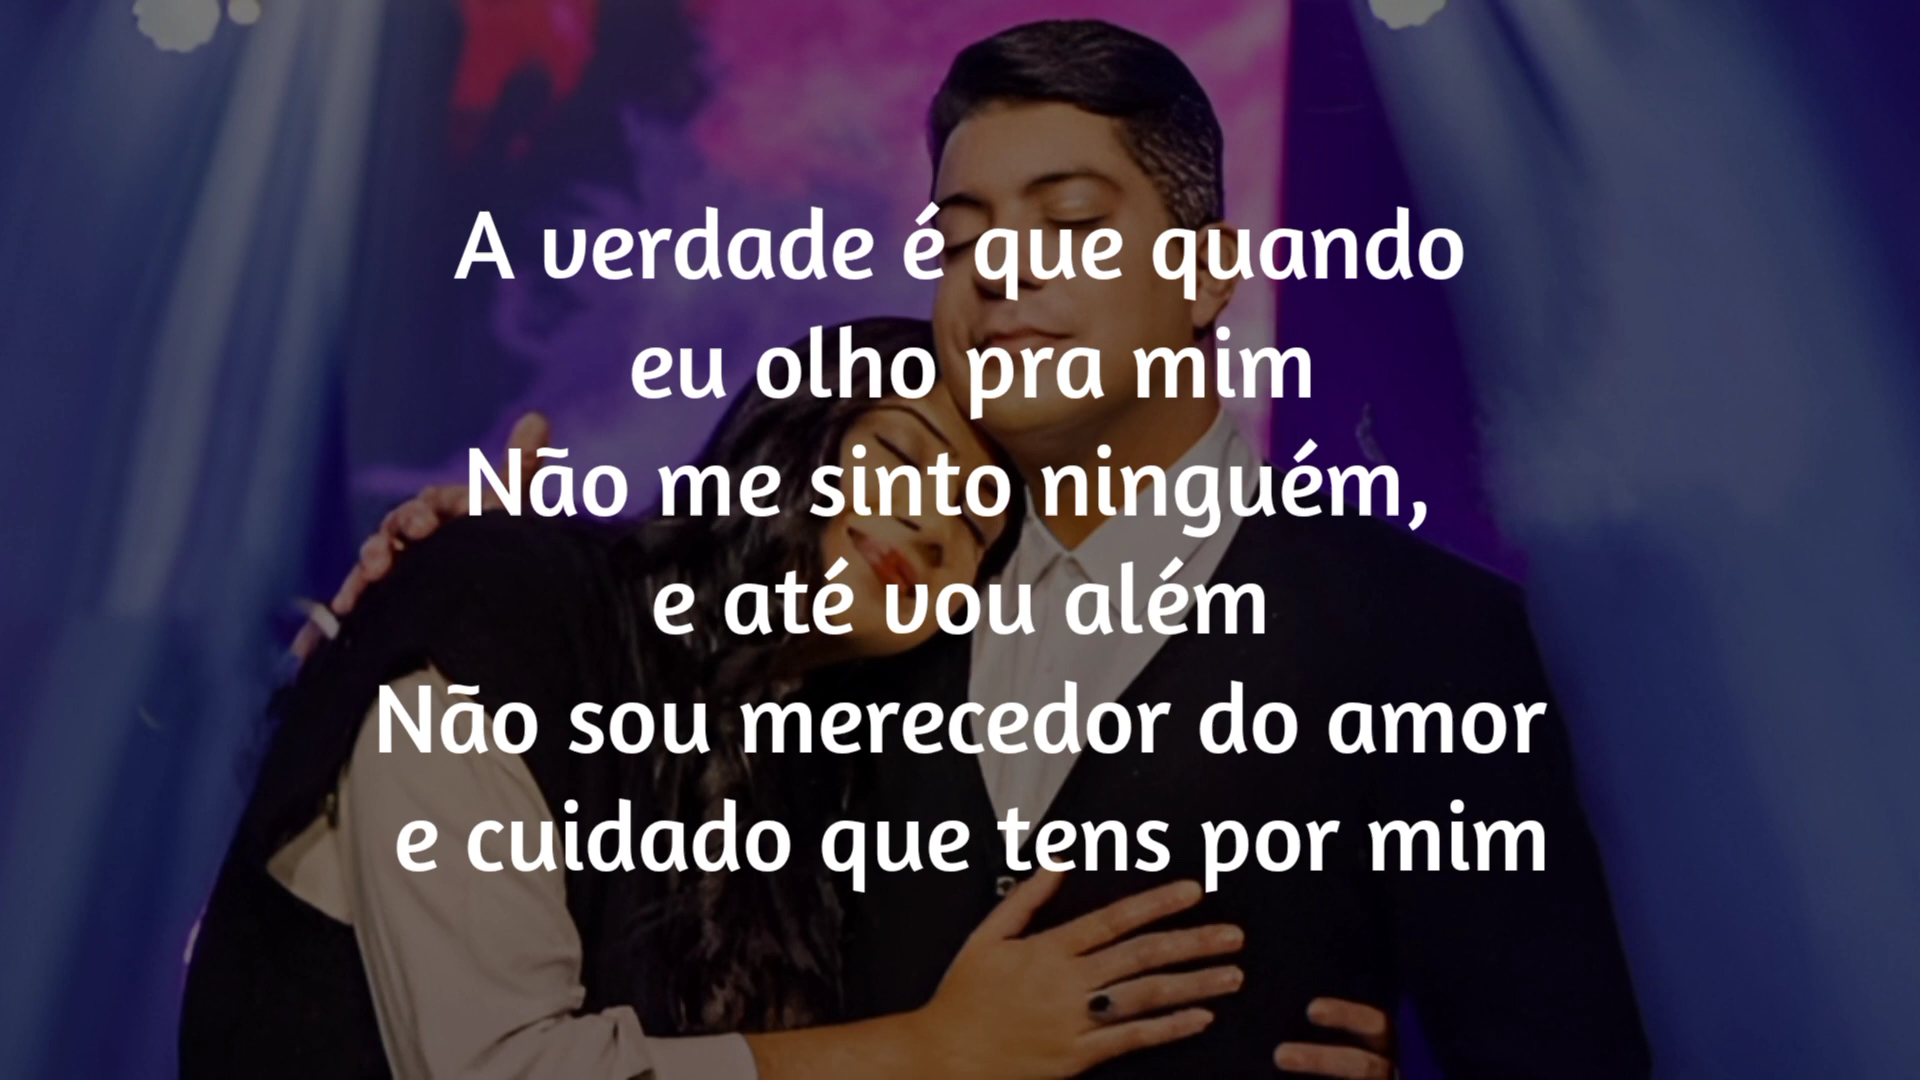 A verdade é que quando
eu olho pra mim
Não me sinto ninguém,
e até vou além
Não sou merecedor do amor
e cuidado que tens por mim